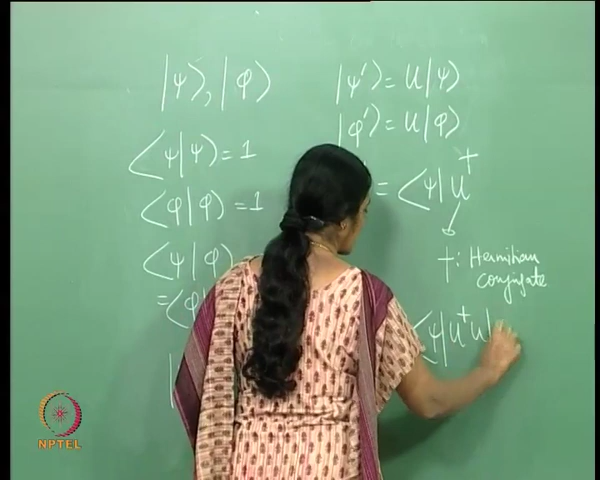 |ψ⟩, |φ⟩
⟨ψ|ψ⟩ = 1
⟨φ|φ⟩ = 1
⟨ψ|φ⟩
= ⟨φ|
|ψ'⟩ = U|ψ⟩
|φ'⟩ = U|φ⟩
= ⟨ψ|U†
†: Hermitian
conjugate
⟨ψ|U†U|
NPTEL